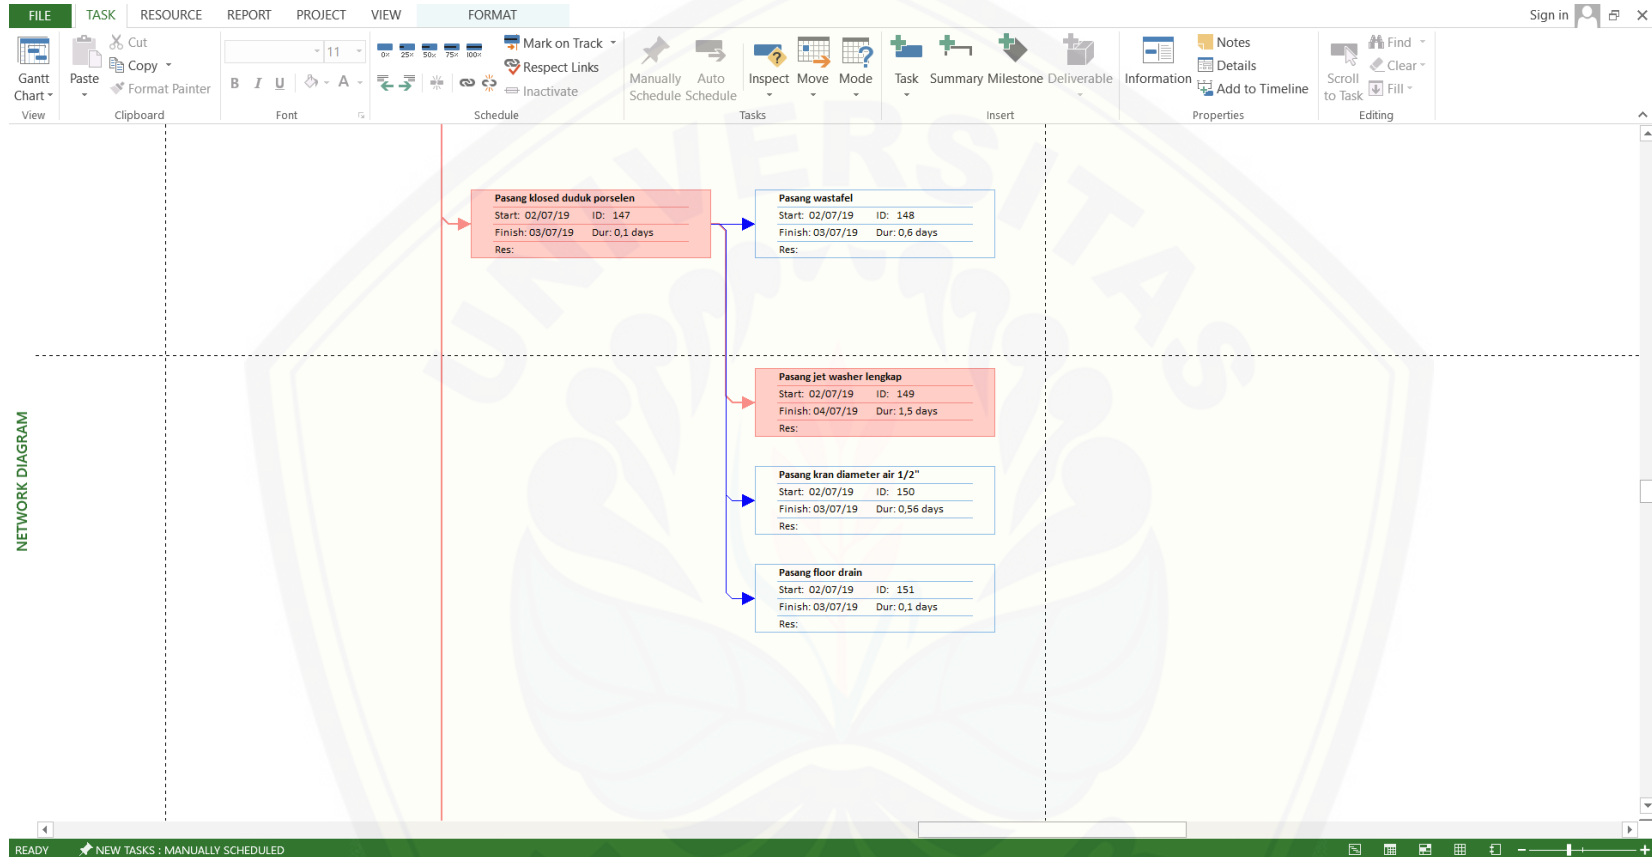 FILE TASK RESOURCE REPORT PROJECT VIEW FORMAT Sign in
Gantt Chart
View
Paste
Cut
Copy
Format Painter
Clipboard
11
B I U A
Font
0% 25% 50% 75% 100%
Mark on Track
Respect Links
Inactivate
Schedule
Manually Schedule
Auto Schedule
Inspect
Move
Mode
Tasks
Task
Summary
Milestone
Deliverable
Insert
Information
Notes
Details
Add to Timeline
Properties
Scroll to Task
Find
Clear
Fill
Editing
UNIVERSITAS
NETWORK DIAGRAM
Pasang klosed duduk porselen
Start: 02/07/19 ID: 147
Finish: 03/07/19 Dur: 0,1 days
Res:
Pasang wastafel
Start: 02/07/19 ID: 148
Finish: 03/07/19 Dur: 0,6 days
Res:
Pasang jet washer lengkap
Start: 02/07/19 ID: 149
Finish: 04/07/19 Dur: 1,5 days
Res:
Pasang kran diameter air 1/2"
Start: 02/07/19 ID: 150
Finish: 03/07/19 Dur: 0,56 days
Res:
Pasang floor drain
Start: 02/07/19 ID: 151
Finish: 03/07/19 Dur: 0,1 days
Res:
READY NEW TASKS : MANUALLY SCHEDULED